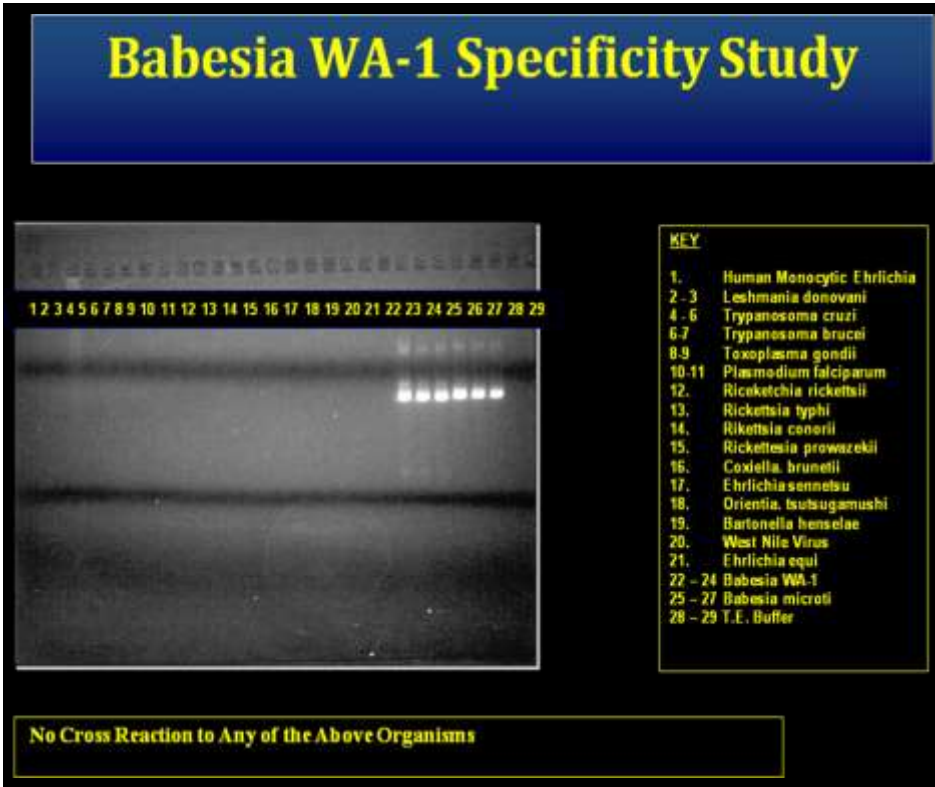 Babesia WA-1 Specificity Study
1 2 3 4 5 6 7 8 9 10 11 12 13 14 15 16 17 18 19 20 21 22 23 24 25 26 27 28 29
KEY
1. Human Monocytic Ehrlichia
2 - 3 Leshmania donovani
4 - 6 Trypanosoma cruzi
6-7 Trypanosoma brucei
8-9 Toxoplasma gondii
10-11 Plasmodium falciparum
12. Riceketchia rickettsii
13. Rickettsia typhi
14. Rikettsia conorii
15. Rickettesia prowazekii
16. Coxiella. brunetii
17. Ehrlichia sennetsu
18. Orientia. tsutsugamushi
19. Bartonella henselae
20. West Nile Virus
21. Ehrlichia equi
22 – 24 Babesia WA-1
25 – 27 Babesia microti
28 – 29 T.E. Buffer
No Cross Reaction to Any of the Above Organisms